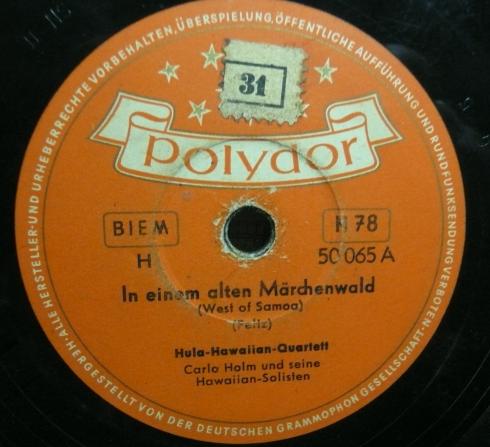 ALLE HERSTELLER- UND URHEBERRECHTE VORBEHALTEN, ÜBERSPIELUNG, ÖFFENTLICHE AUFFÜHRUNG UND RUNDFUNKSENDUNG VERBOTEN.
31
polydor
BIEM
N 78
H
50 065 A
In einem alten Märchenwald
(West of Samoa)
(Feltz)
Hula-Hawaiian-Quartett
Carlo Holm und seine
Hawaiian-Solisten
HERGESTELLT VON DER DEUTSCHEN GRAMMOPHON GESELLSCHAFT